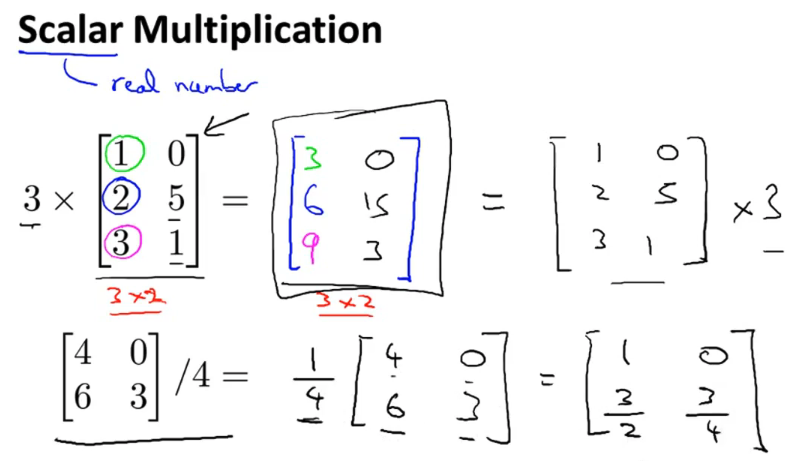 Scalar Multiplication
real number
3 × [1 0; 2 5; 3 1] = [3 0; 6 15; 9 3] = [1 0; 2 5; 3 1] × 3
3×2 3×2
[4 0; 6 3] /4 = 1/4 [4 0; 6 3] = [1 0; 3/2 3/4]